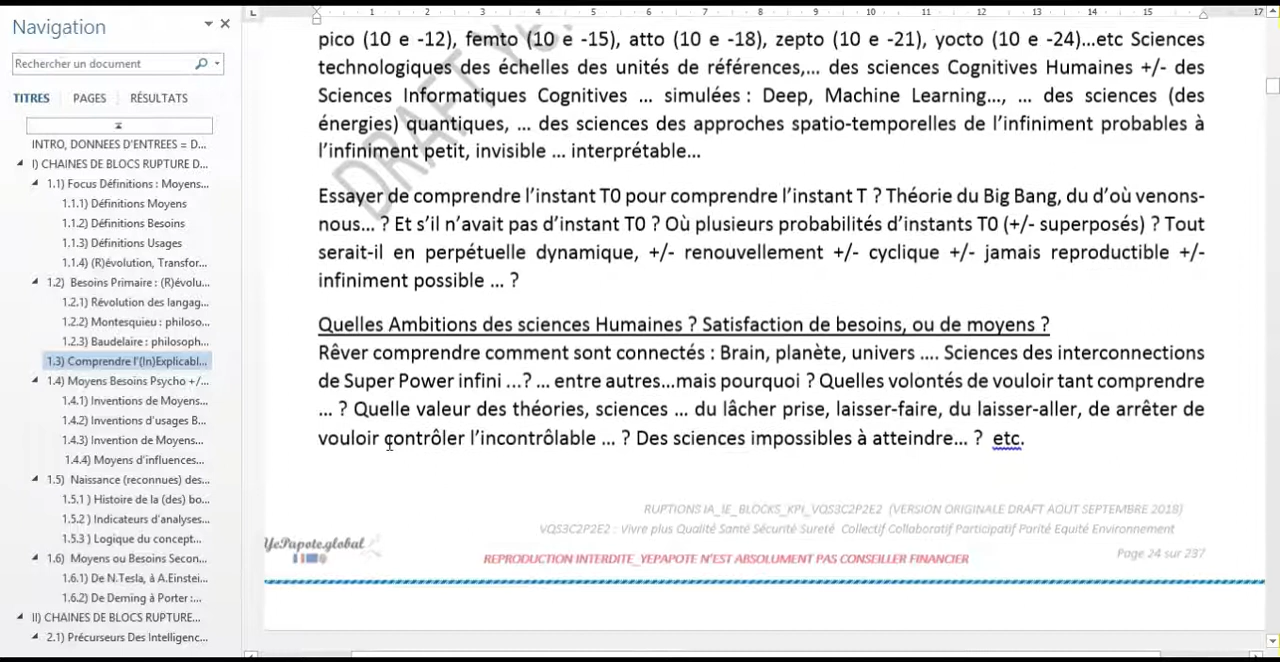 Navigation
Rechercher un document
TITRES PAGES RÉSULTATS
INTRO, DONNEES D'ENTREES = D...
I) CHAINES DE BLOCS RUPTURE D...
1.1) Focus Définitions : Moyens...
1.1.1) Définitions Moyens
1.1.2) Définitions Besoins
1.1.3) Définitions Usages
1.1.4) (R)évolution, Transfor...
1.2) Besoins Primaire : (R)évolu...
1.2.1) Révolution des langag...
1.2.2) Montesquieu : philoso...
1.2.3) Baudelaire : philosoph...
1.3) Comprendre l'(In)Explicabl...
1.4) Moyens Besoins Psycho +/...
1.4.1) Inventions de Moyens...
1.4.2) Inventions d'usages B...
1.4.3) Invention de Moyens...
1.4.4) Moyens d'influences...
1.5) Naissance (reconnues) des...
1.5.1 ) Histoire de la (des) bo...
1.5.2 ) Indicateurs d'analyses...
1.5.3 ) Logique du concept...
1.6) Moyens ou Besoins Secon...
1.6.1) De N.Tesla, à A.Einstei...
1.6.2) De Deming à Porter :...
II) CHAINES DE BLOCS RUPTURE...
2.1) Précurseurs Des Intelligenc...
1 2 3 4 5 6 7 8 9 10 11 12 13 14 15 17
pico (10 e -12), femto (10 e -15), atto (10 e -18), zepto (10 e -21), yocto (10 e -24)...etc Sciences
technologiques des échelles des unités de références,... des sciences Cognitives Humaines +/- des
Sciences Informatiques Cognitives ... simulées : Deep, Machine Learning..., ... des sciences (des
énergies) quantiques, ... des sciences des approches spatio-temporelles de l'infiniment probables à
l'infiniment petit, invisible ... interprétable...
Essayer de comprendre l'instant T0 pour comprendre l'instant T ? Théorie du Big Bang, du d'où venons-
nous... ? Et s'il n'avait pas d'instant T0 ? Où plusieurs probabilités d'instants T0 (+/- superposés) ? Tout
serait-il en perpétuelle dynamique, +/- renouvellement +/- cyclique +/- jamais reproductible +/-
infiniment possible ... ?
Quelles Ambitions des sciences Humaines ? Satisfaction de besoins, ou de moyens ?
Rêver comprendre comment sont connectés : Brain, planète, univers .... Sciences des interconnections
de Super Power infini ...? ... entre autres...mais pourquoi ? Quelles volontés de vouloir tant comprendre
... ? Quelle valeur des théories, sciences ... du lâcher prise, laisser-faire, du laisser-aller, de arrêter de
vouloir contrôler l'incontrôlable ... ? Des sciences impossibles à atteindre... ? etc.
RUPTIONS IA_IE_BLOCKS_KPI_VQS3C2P2E2 (VERSION ORIGINALE DRAFT AOUT SEPTEMBRE 2018)
VQS3C2P2E2 : Vivre plus Qualité Santé Sécurité Sureté Collectif Collaboratif Participatif Parité Equité Environnement
YePapote.global
REPRODUCTION INTERDITE_YEPAPOTE N'EST ABSOLUMENT PAS CONSEILLER FINANCIER
Page 24 sur 237
DRAFT